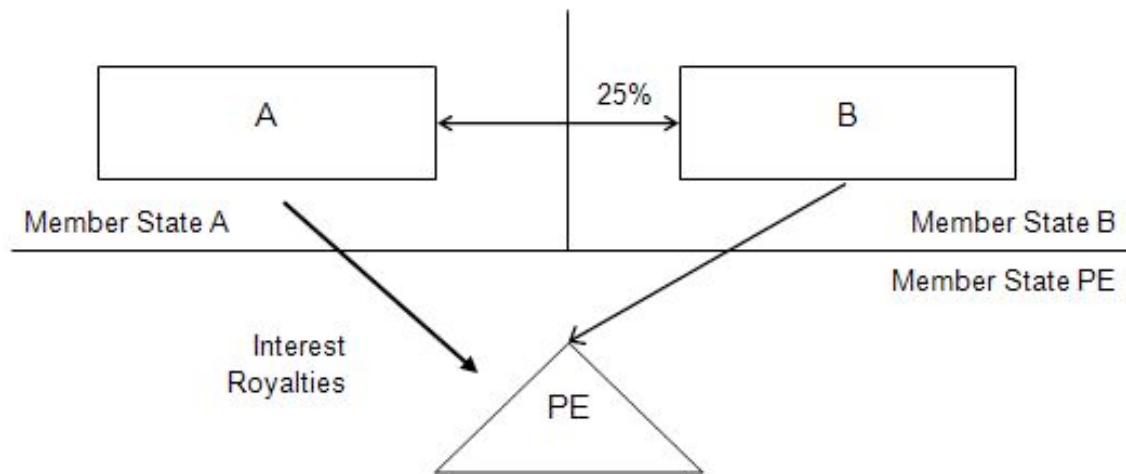 25%
A
B
Member State A
Member State B
Member State PE
Interest
Royalties
PE